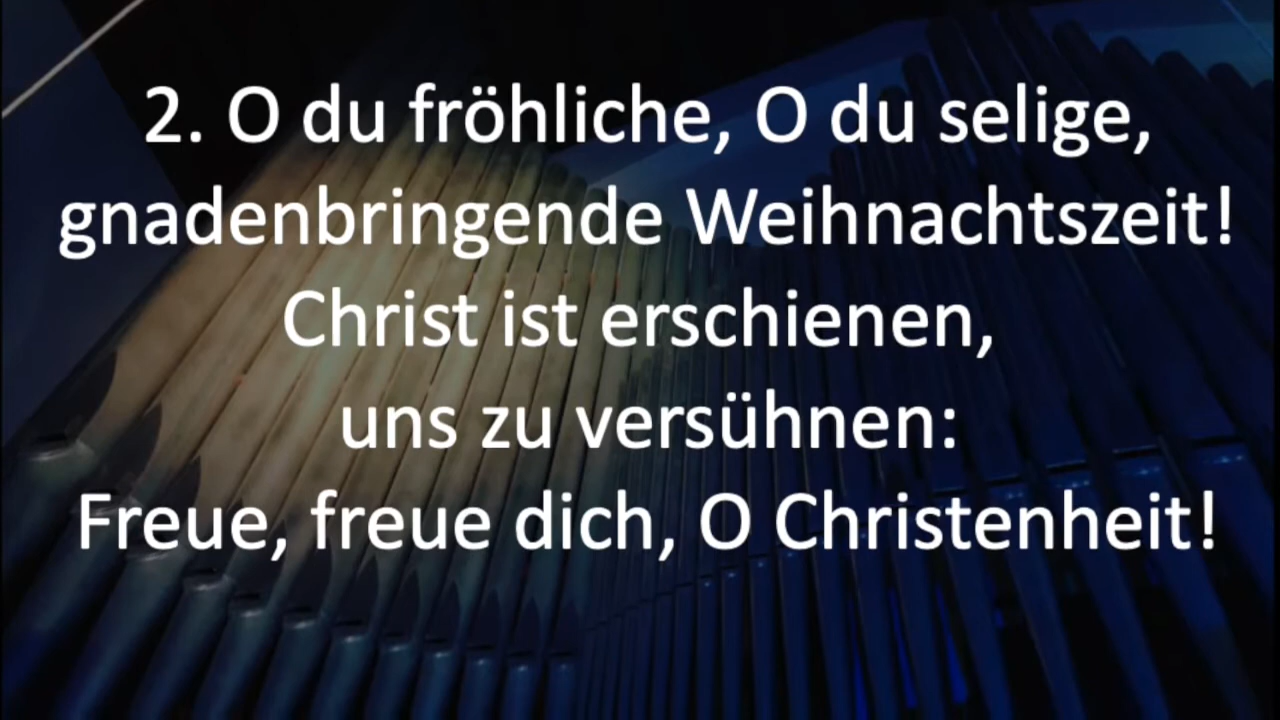 2. O du fröhliche, O du selige,
gnadenbringende Weihnachtszeit!
Christ ist erschienen,
uns zu versühnen:
Freue, freue dich, O Christenheit!